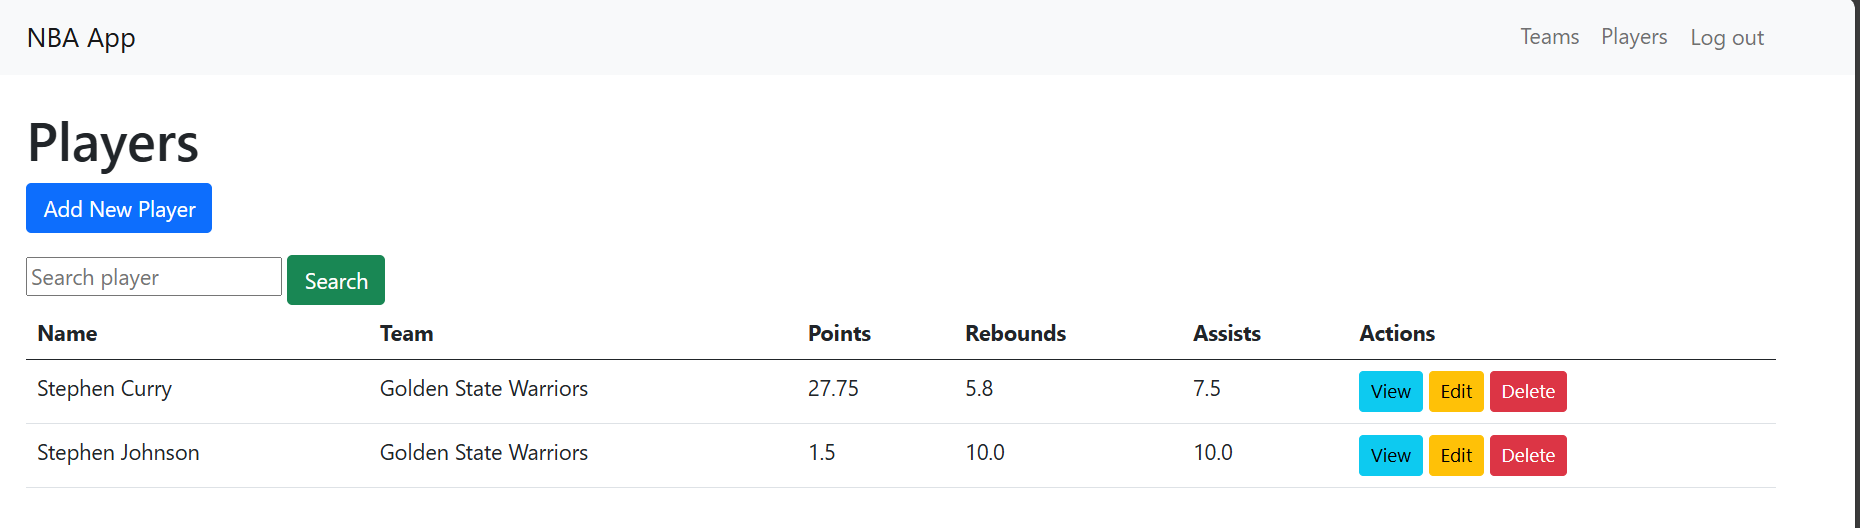 NBA App Teams Players Log out
Players
Add New Player
Search player Search
Name Team Points Rebounds Assists Actions
Stephen Curry Golden State Warriors 27.75 5.8 7.5 View Edit Delete
Stephen Johnson Golden State Warriors 1.5 10.0 10.0 View Edit Delete